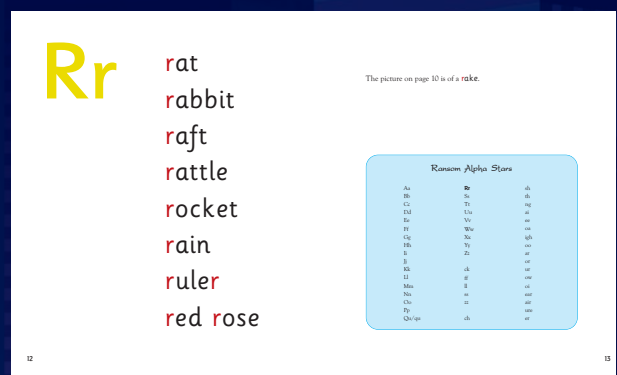 Rr
rat
rabbit
raft
rattle
rocket
rain
ruler
red rose
12
The picture on page 10 is of a rake.
Ransom Alpha Stars
Aa Rr sh
Bb Ss th
Cc Tt ng
Dd Uu ai
Ee Vv ee
Ff Ww oa
Gg Xx igh
Hh Yy oo
Ii Zz ar
Jj or
Kk ck ur
Ll ff ow
Mm ll oi
Nn ss ear
Oo zz air
Pp ure
Qu/qu ch er
13